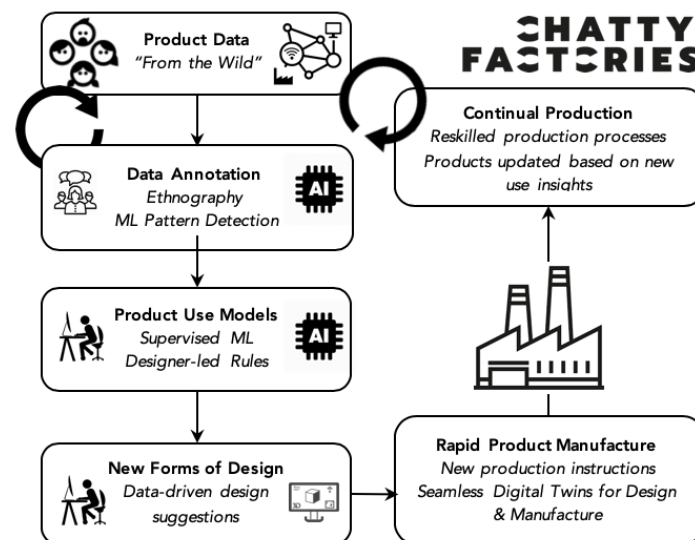 CHATTY
FACTORIES
Product Data
"From the Wild"
Continual Production
Reskilled production processes
Products updated based on new
use insights
Data Annotation
Ethnography
ML Pattern Detection
AI
Product Use Models
Supervised ML
Designer-led Rules
AI
New Forms of Design
Data-driven design
suggestions
Rapid Product Manufacture
New production instructions
Seamless Digital Twins for Design
& Manufacture